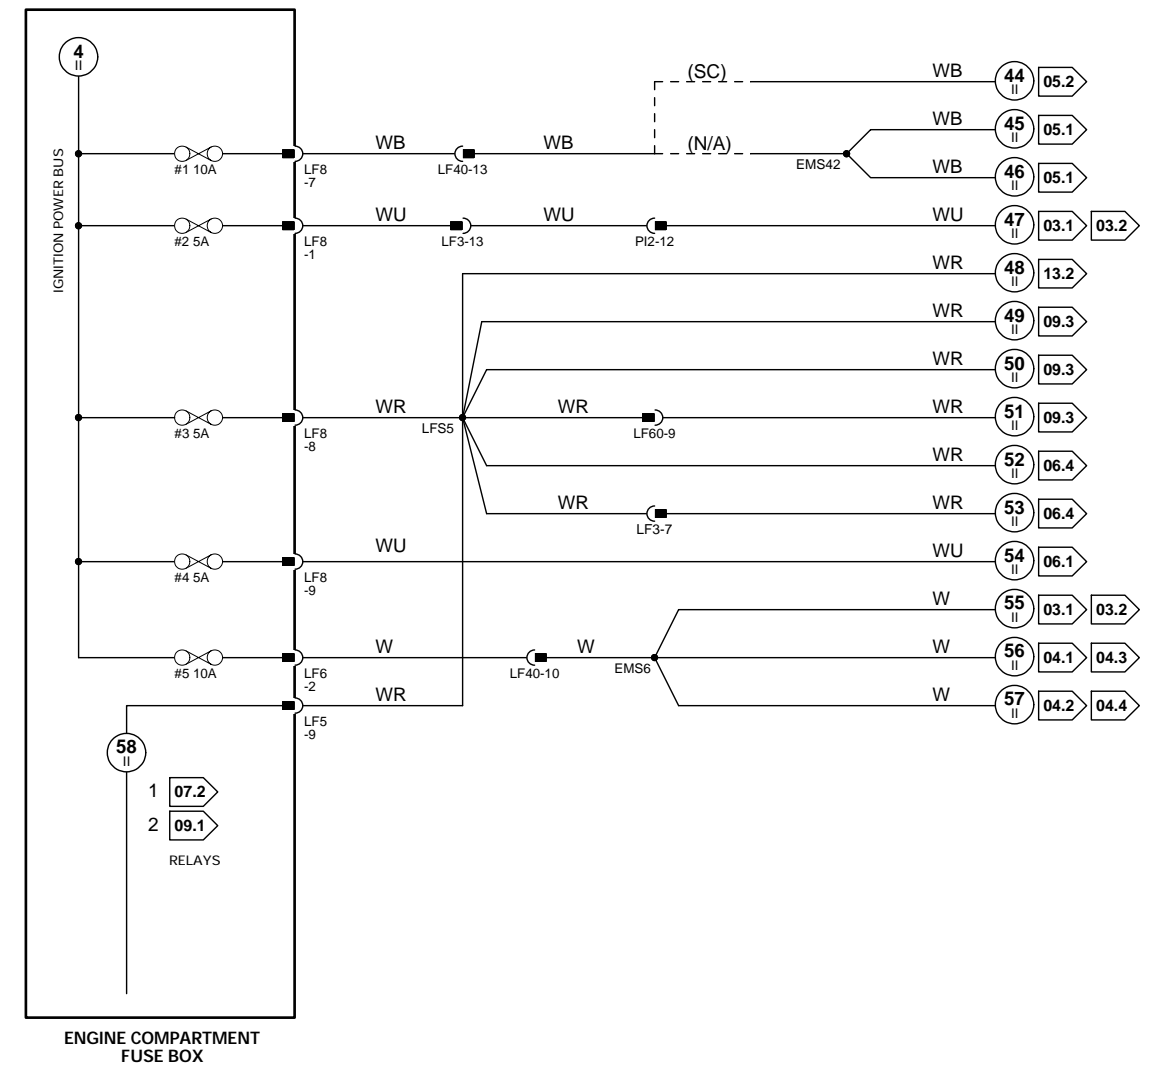 4
II
IGNITION POWER BUS
#1 10A
LF8
-7
WB
LF40-13
WB
(SC)
WB
44
II
05.2
(N/A)
EMS42
WB
45
II
05.1
WB
46
II
05.1
#2 5A
LF8
-1
WU
LF3-13
WU
PI2-12
WU
47
II
03.1
03.2
WR
48
II
13.2
WR
49
II
09.3
WR
50
II
09.3
#3 5A
LF8
-8
WR
LFS5
WR
LF60-9
WR
51
II
09.3
WR
52
II
06.4
WR
LF3-7
WR
53
II
06.4
#4 5A
LF8
-9
WU
WU
54
II
06.1
W
55
II
03.1
03.2
#5 10A
LF6
-2
W
LF40-10
W
EMS6
W
56
II
04.1
04.3
WR
LF5
-9
W
57
II
04.2
04.4
58
II
1 07.2
2 09.1
RELAYS
ENGINE COMPARTMENT
FUSE BOX